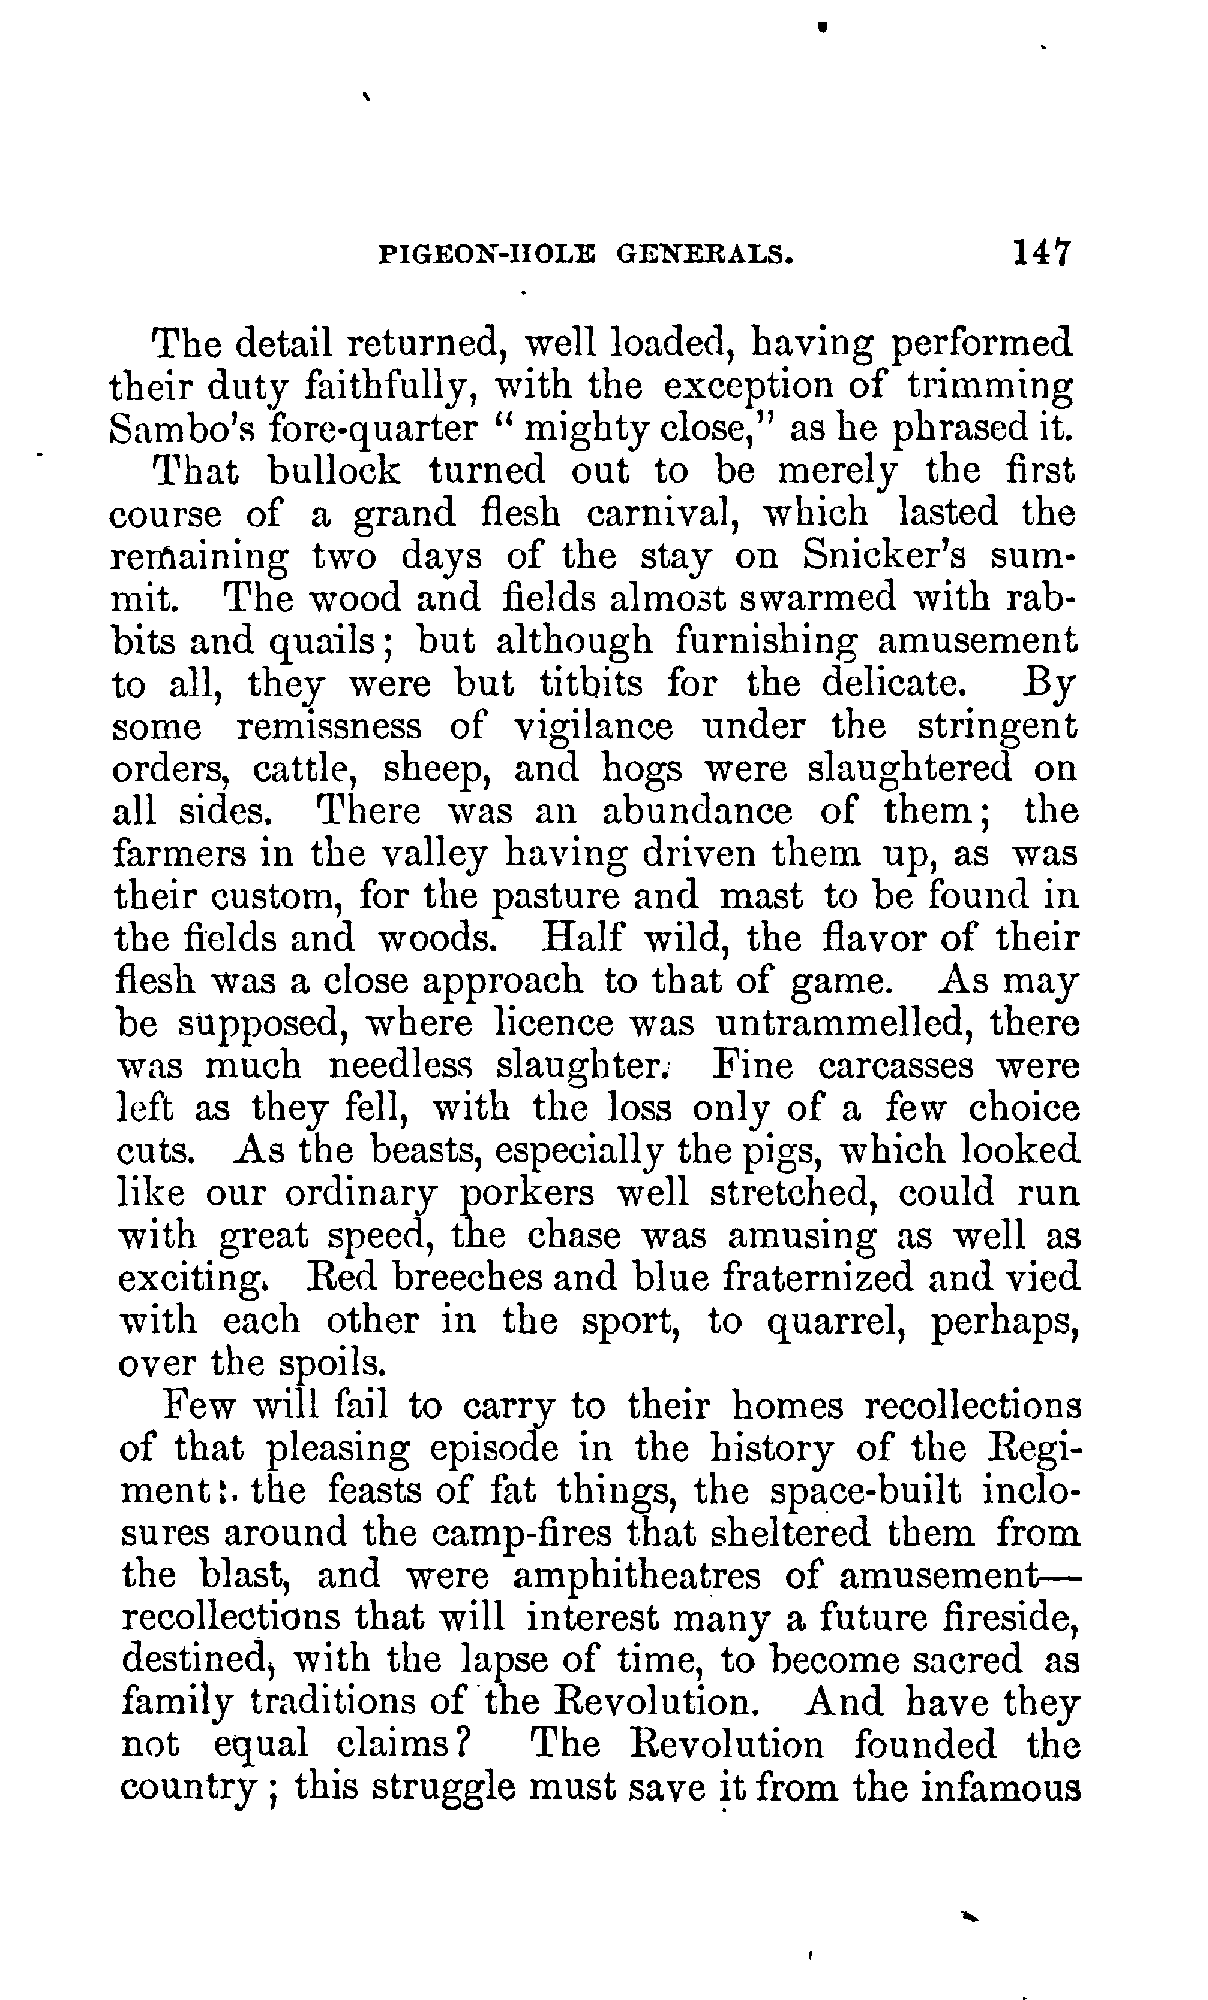 PIGEON-HOLE GENERALS. 147
The detail returned, well loaded, having performed
their duty faithfully, with the exception of trimming
Sambo's fore-quarter " mighty close," as he phrased it.
That bullock turned out to be merely the first
course of a grand flesh carnival, which lasted the
remaining two days of the stay on Snicker's sum-
mit. The wood and fields almost swarmed with rab-
bits and quails; but although furnishing amusement
to all, they were but titbits for the delicate. By
some remissness of vigilance under the stringent
orders, cattle, sheep, and hogs were slaughtered on
all sides. There was an abundance of them; the
farmers in the valley having driven them up, as was
their custom, for the pasture and mast to be found in
the fields and woods. Half wild, the flavor of their
flesh was a close approach to that of game. As may
be supposed, where licence was untrammelled, there
was much needless slaughter. Fine carcasses were
left as they fell, with the loss only of a few choice
cuts. As the beasts, especially the pigs, which looked
like our ordinary porkers well stretched, could run
with great speed, the chase was amusing as well as
exciting. Red breeches and blue fraternized and vied
with each other in the sport, to quarrel, perhaps,
over the spoils.
Few will fail to carry to their homes recollections
of that pleasing episode in the history of the Regi-
ment: the feasts of fat things, the space-built inclo-
sures around the camp-fires that sheltered them from
the blast, and were amphitheatres of amusement—
recollections that will interest many a future fireside,
destined, with the lapse of time, to become sacred as
family traditions of the Revolution. And have they
not equal claims? The Revolution founded the
country; this struggle must save it from the infamous